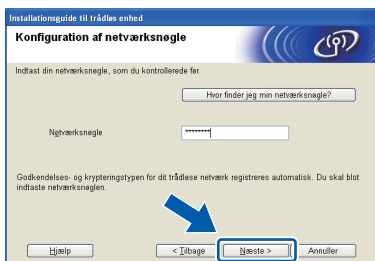 Installationsguide til trådløs enhed
Konfiguration af netværksnøgle
Indtast din netværksnøgle, som du kontrollerede før.
Hvor finder jeg min netværksnøgle?
Netværksnøgle
********
Godkendelses- og krypteringstypen for dit trådløse netværk registreres automatisk. Du skal blot
indtaste netværksnøglen.
Hjælp
< Tilbage
Næste >
Annuller